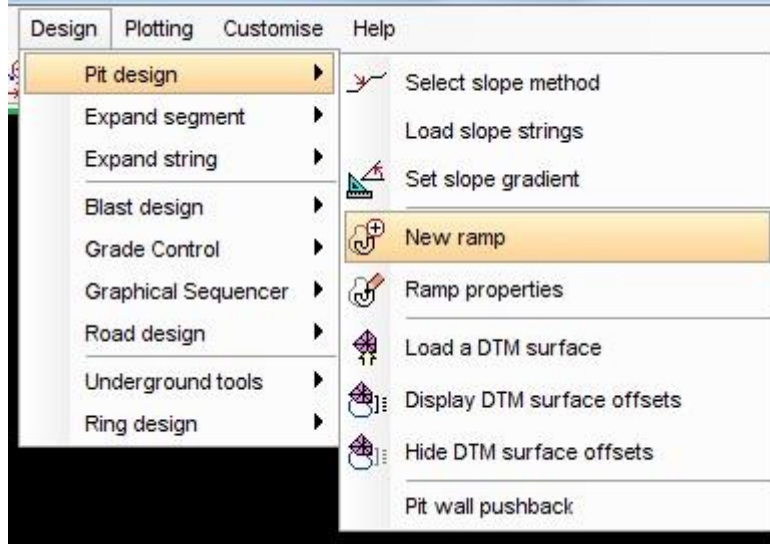 Design Plotting Customise Help
Pit design
Expand segment
Expand string
Blast design
Grade Control
Graphical Sequencer
Road design
Underground tools
Ring design
Select slope method
Load slope strings
Set slope gradient
New ramp
Ramp properties
Load a DTM surface
Display DTM surface offsets
Hide DTM surface offsets
Pit wall pushback